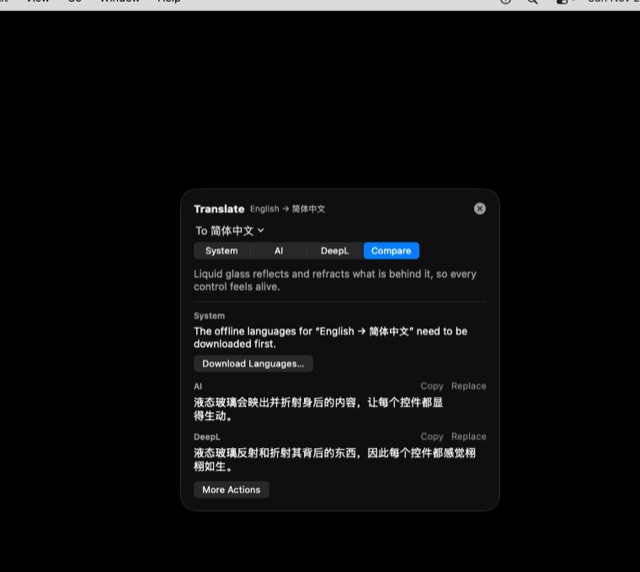 View Go Window Help
Translate English → 简体中文
To 简体中文
System AI DeepL Compare
Liquid glass reflects and refracts what is behind it, so every
control feels alive.
System
The offline languages for “English → 简体中文” need to be
downloaded first.
Download Languages...
AI Copy Replace
液态玻璃会映出并折射身后的内容，让每个控件都显
得生动。
DeepL Copy Replace
液态玻璃反射和折射其背后的东西，因此每个控件都感觉栩
栩如生。
More Actions